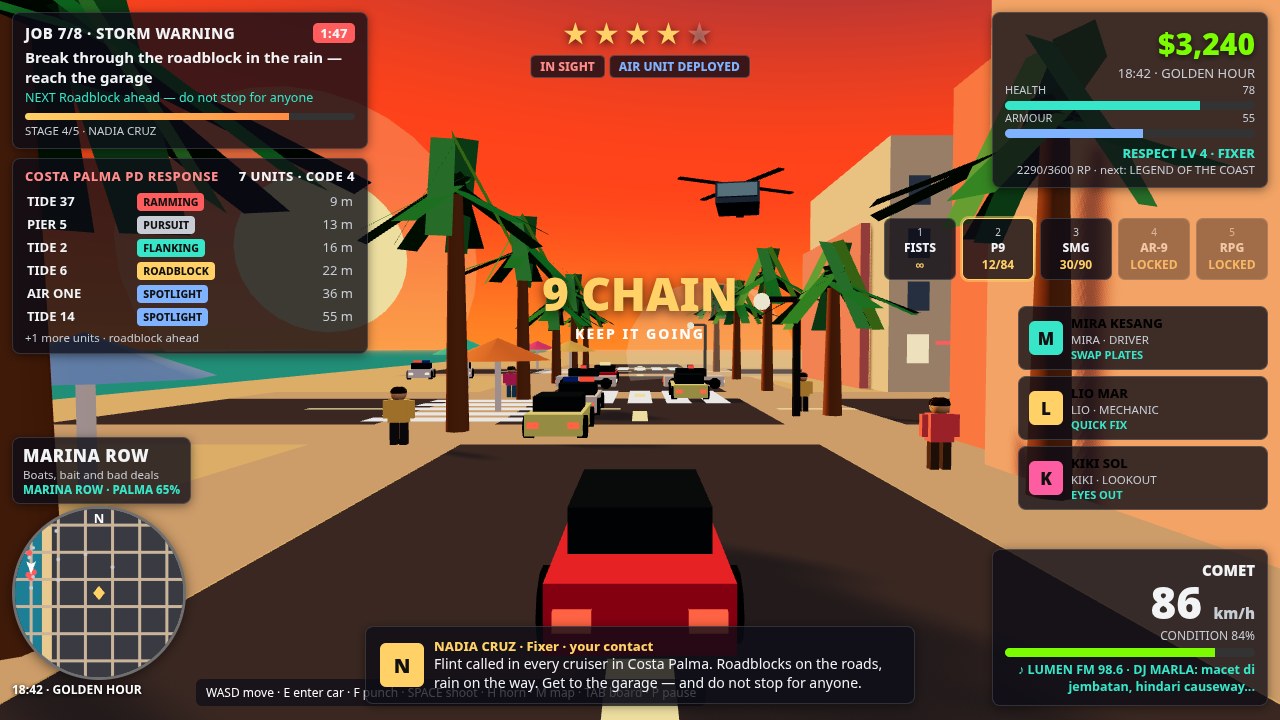 JOB 7/8 · STORM WARNING
1:47
Break through the roadblock in the rain —
reach the garage
NEXT Roadblock ahead — do not stop for anyone
STAGE 4/5 · NADIA CRUZ
COSTA PALMA PD RESPONSE
7 UNITS · CODE 4
TIDE 37 RAMMING 9 m
PIER 5 PURSUIT 13 m
TIDE 2 FLANKING 16 m
TIDE 6 ROADBLOCK 22 m
AIR ONE SPOTLIGHT 36 m
TIDE 14 SPOTLIGHT 55 m
+1 more units · roadblock ahead
IN SIGHT
AIR UNIT DEPLOYED
9 CHAIN
KEEP IT GOING
$3,240
18:42 · GOLDEN HOUR
HEALTH 78
ARMOUR 55
RESPECT LV 4 · FIXER
2290/3600 RP · next: LEGEND OF THE COAST
1
FISTS
∞
2
P9
12/84
3
SMG
30/90
4
AR-9
LOCKED
5
RPG
LOCKED
M
MIRA KESANG
MIRA · DRIVER
SWAP PLATES
L
LIO MAR
LIO · MECHANIC
QUICK FIX
K
KIKI SOL
KIKI · LOOKOUT
EYES OUT
MARINA ROW
Boats, bait and bad deals
MARINA ROW · PALMA 65%
N
18:42 · GOLDEN HOUR
WASD move · E enter car · F punch · SPACE shoot · H horn · M map · TAB board · P pause
N
NADIA CRUZ · Fixer · your contact
Flint called in every cruiser in Costa Palma. Roadblocks on the roads,
rain on the way. Get to the garage — and do not stop for anyone.
COMET
86 km/h
CONDITION 84%
♪ LUMEN FM 98.6 · DJ MARLA: macet di
jembatan, hindari causeway...